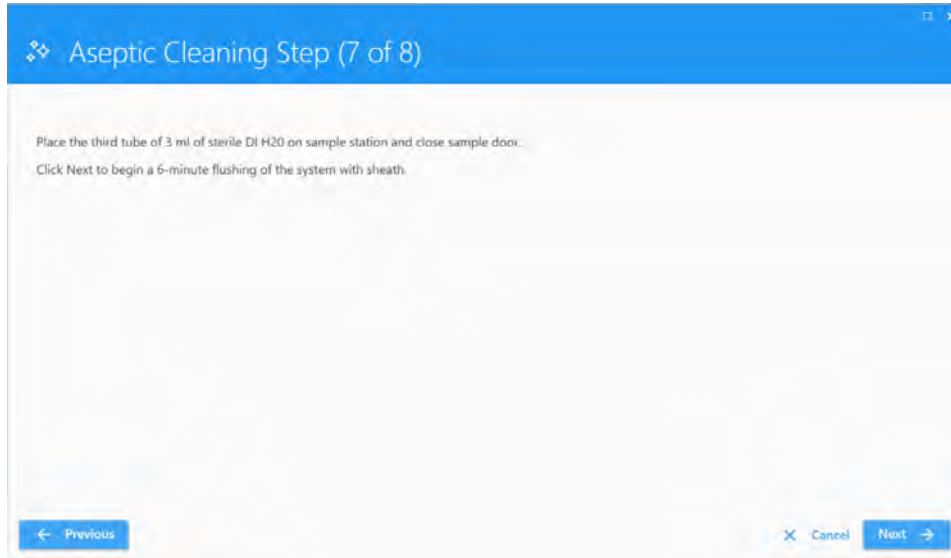 Aseptic Cleaning Step (7 of 8)
Place the third tube of 3 ml of sterile DI H20 on sample station and close sample door.
Click Next to begin a 6-minute flushing of the system with sheath.
Previous
Cancel
Next